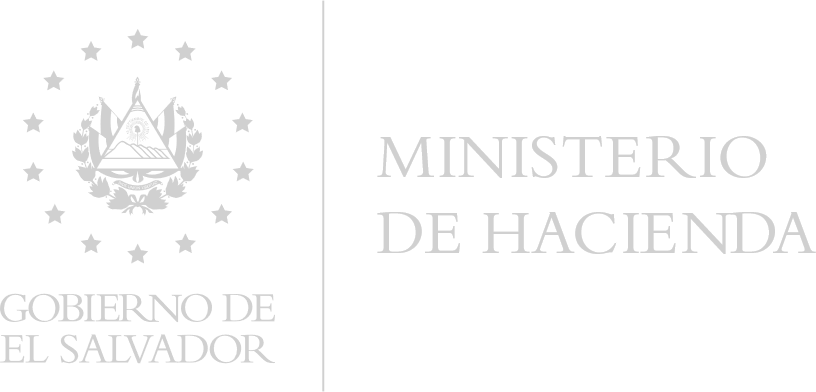 GOBIERNO DE
EL SALVADOR
MINISTERIO
DE HACIENDA